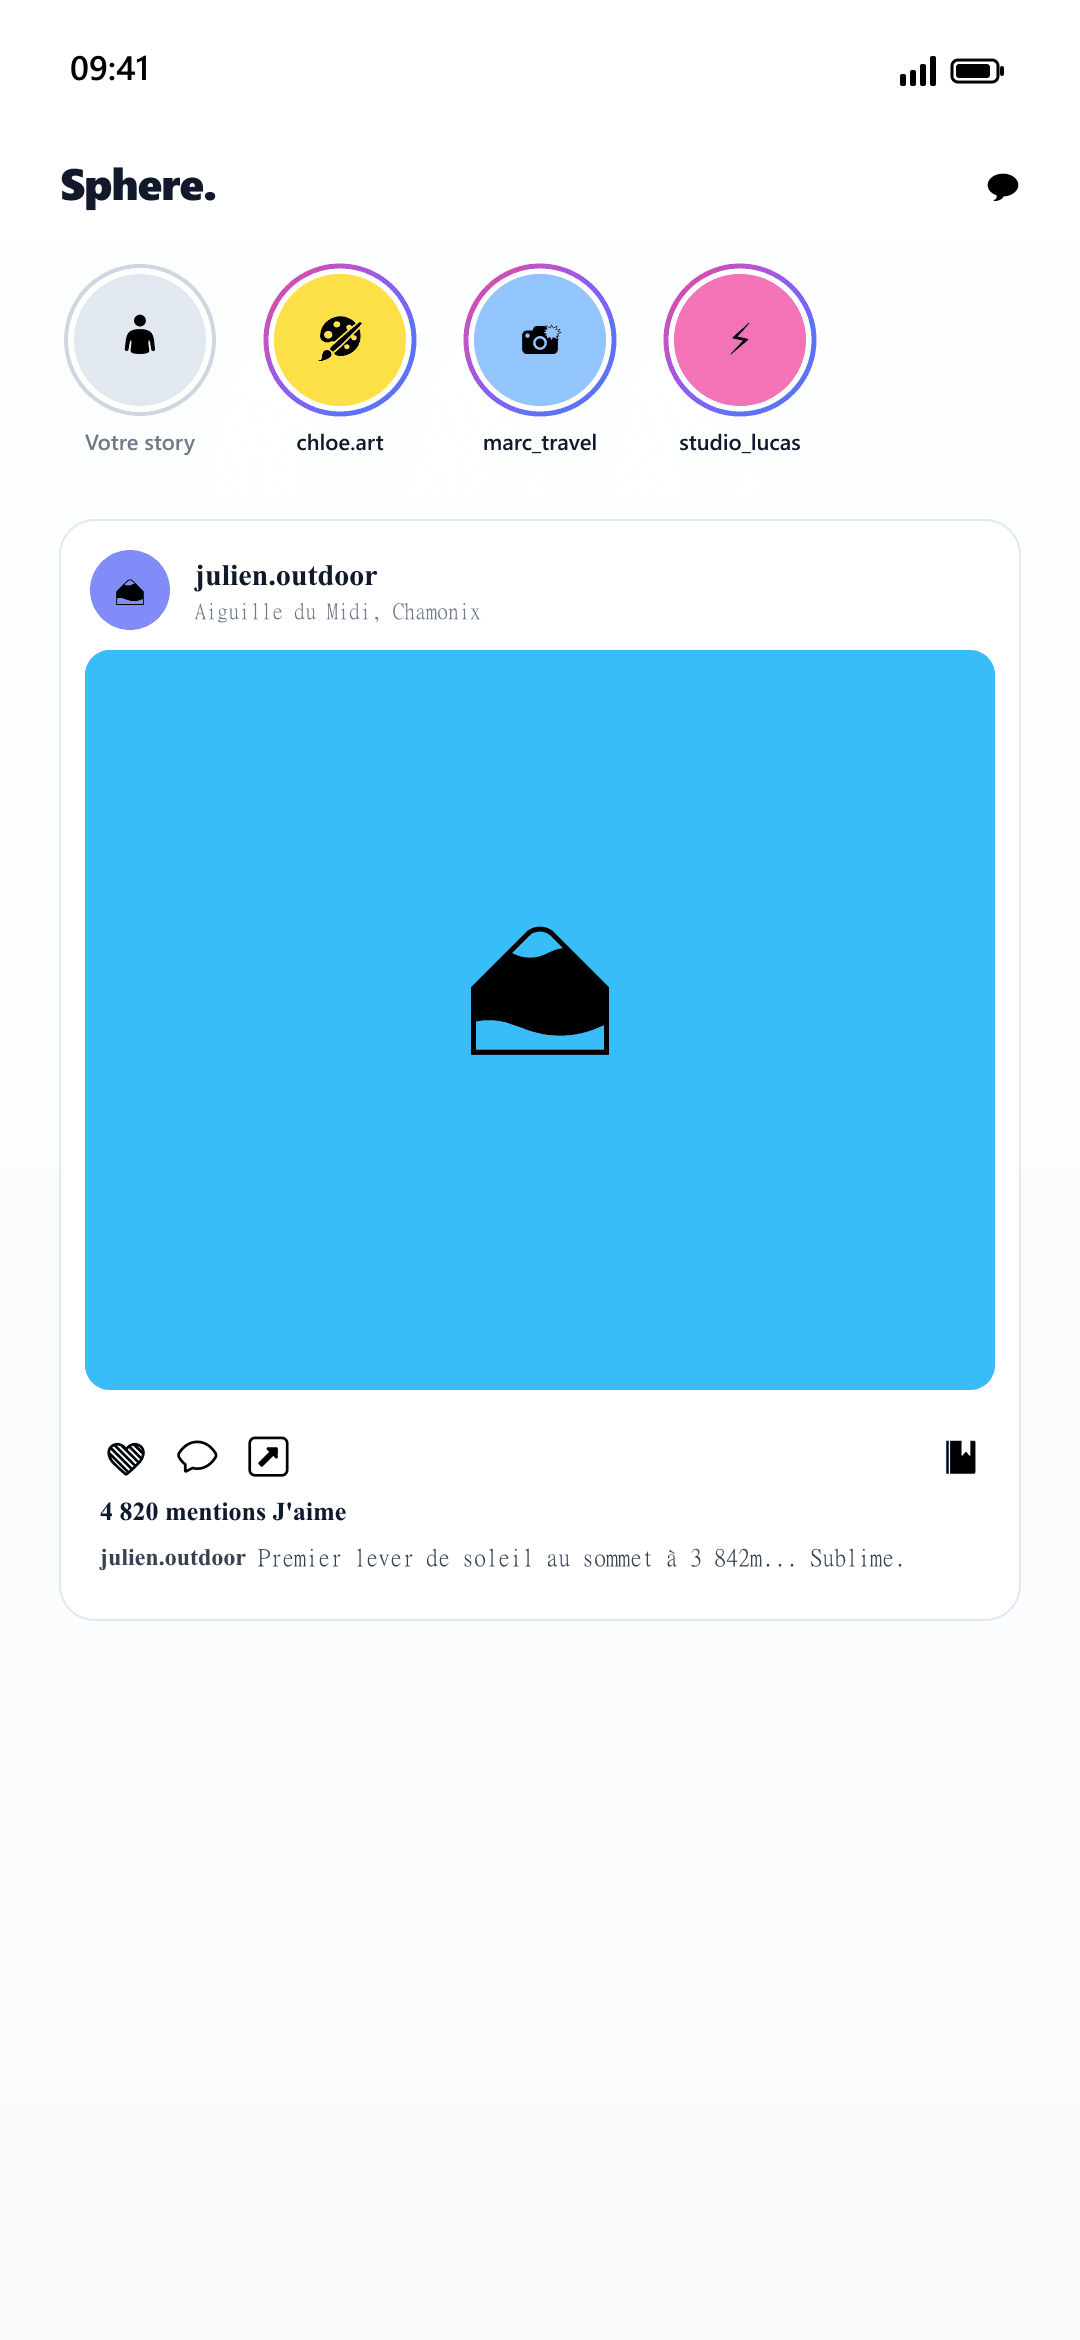 09:41
Sphere.
Votre story
chloe.art
marc_travel
studio_lucas
julien.outdoor
Aiguille du Midi, Chamonix
4 820 mentions J'aime
julien.outdoor Premier lever de soleil au sommet à 3 842m... Sublime.